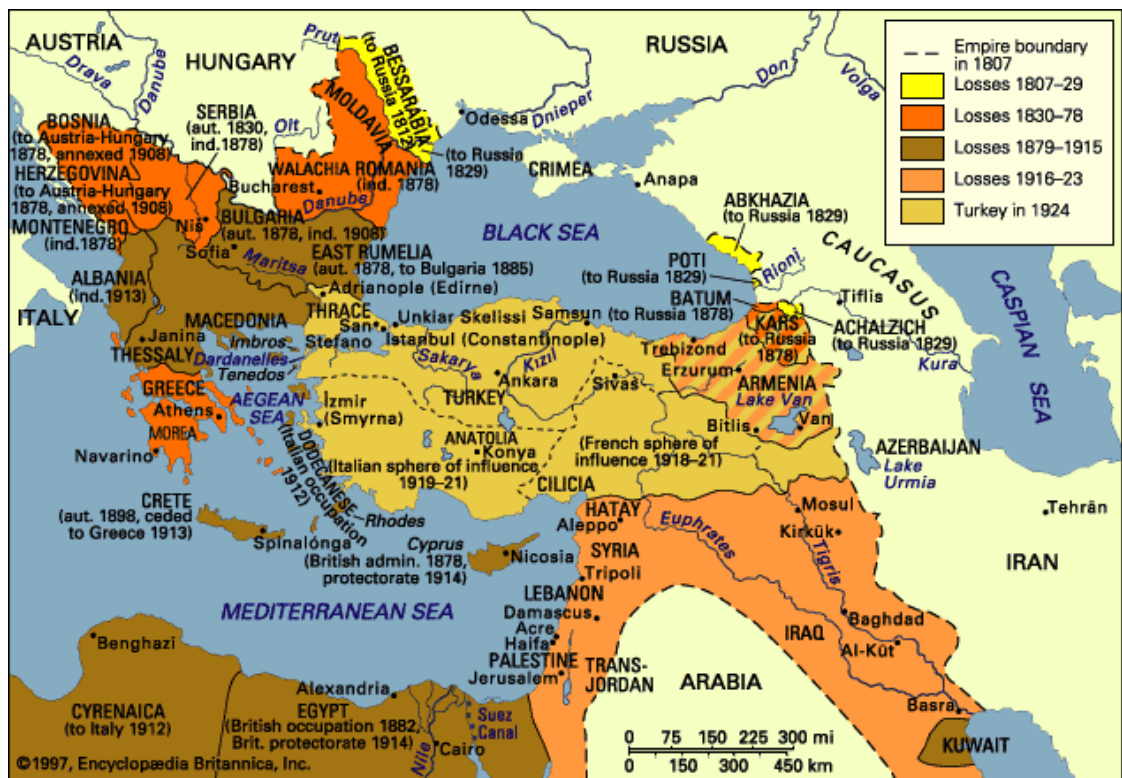 AUSTRIA
Drava
Danube
HUNGARY
Prut
BESSARABIA
(to Russia 1812)
MOLDAVIA
RUSSIA
Don
Volga
Empire boundary
in 1807
Losses 1807–29
Losses 1830–78
Losses 1879–1915
Losses 1916–23
Turkey in 1924
BOSNIA
(to Austria-Hungary
1878, annexed 1908)
HERZEGOVINA
(to Austria-Hungary
1878, annexed 1908)
MONTENEGRO
(ind.1878)
SERBIA
(aut. 1830,
ind.1878)
Olt
WALACHIA
ROMANIA
(ind. 1878)
Bucharest
Danube
Odessa
Dnieper
(to Russia
1829)
CRIMEA
Anapa
Niš
BULGARIA
(aut. 1878, ind. 1908)
Sofia
Maritsa
EAST RUMELIA
(aut. 1878, to Bulgaria 1885)
BLACK SEA
ABKHAZIA
(to Russia 1829)
POTI
(to Russia 1829)
Rioni
CAUCASUS
BATUM
(to Russia 1878)
Tiflis
KARS
(to Russia
1878)
ACHALZICH
(to Russia 1829)
Kura
CASPIAN SEA
ALBANIA
(ind.1913)
ITALY
Adrianople (Edirne)
THRACE
San
Stefano
Unkiar Skelissi
Istanbul (Constantinople)
Samsun
Trebizond
Erzurum
MACEDONIA
Janina
Imbros
THESSALY
Dardanelles
Tenedos
Sakarya
Kızıl
Ankara
Sivas
TURKEY
ARMENIA
Lake Van
Van
Bitlis
GREECE
Athens
AEGEAN
SEA
MOREA
Navarino
İzmir
(Smyrna)
ANATOLIA
Konya
(Italian sphere of influence
1919–21)
(French sphere of
influence 1918–21)
CILICIA
AZERBAIJAN
Lake
Urmia
DODECANESE
(Italian occupation
1912)
Rhodes
CRETE
(aut. 1898, ceded
to Greece 1913)
Spinalónga
Cyprus
(British admin. 1878,
protectorate 1914)
Nicosia
HATAY
Aleppo
Euphrates
Mosul
Kirkūk
Tigris
Tehrān
IRAN
SYRIA
Tripoli
LEBANON
Damascus
Acre
Haifa
PALESTINE
Jerusalem
TRANS-
JORDAN
IRAQ
Baghdad
Al-Kūt
Basra
KUWAIT
ARABIA
MEDITERRANEAN SEA
Benghazī
CYRENAICA
(to Italy 1912)
Alexandria
EGYPT
(British occupation 1882,
Brit. protectorate 1914)
Suez
Canal
Nile
Cairo
0 75 150 225 300 mi
0 150 300 450 km
©1997, Encyclopædia Britannica, Inc.